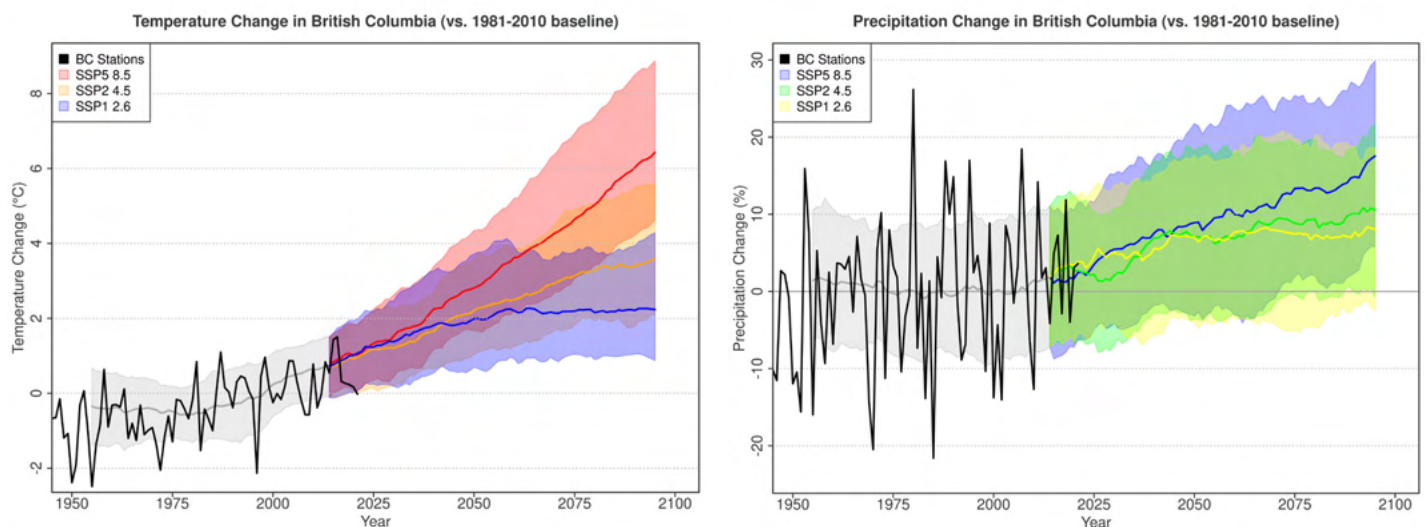 Temperature Change in British Columbia (vs. 1981-2010 baseline)
BC Stations
SSP5 8.5
SSP2 4.5
SSP1 2.6
Temperature Change (°C)
8
6
4
2
0
-2
1950 1975 2000 2025 2050 2075 2100
Year
Precipitation Change in British Columbia (vs. 1981-2010 baseline)
BC Stations
SSP5 8.5
SSP2 4.5
SSP1 2.6
Precipitation Change (%)
30
20
10
0
-10
-20
1950 1975 2000 2025 2050 2075 2100
Year